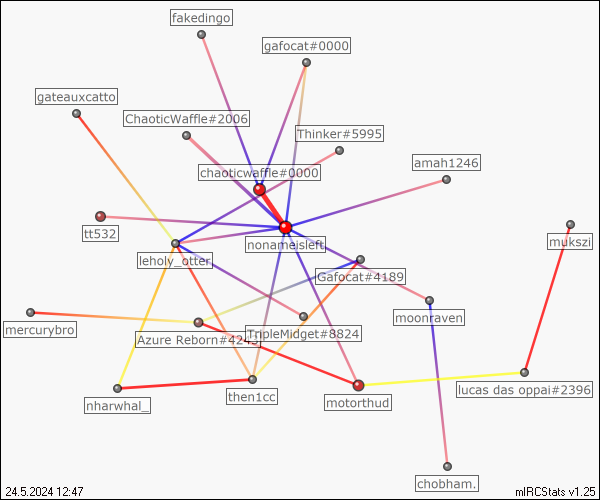 fakedingo
gafocat#0000
gateauxcatto
ChaoticWaffle#2006
Thinker#5995
amah1246
chaoticwaffle#0000
tt532
nonameisleft.
mukszi
leholy_otter.
Gafocat#4189
moonraven
mercurybro
Azure Reborn#4243
TripleMidget#8824
lucas das oppai#2396
nharwhal_
then1cc
motorthud
chobham.
24.5.2024 12:47
mIRCStats v1.25